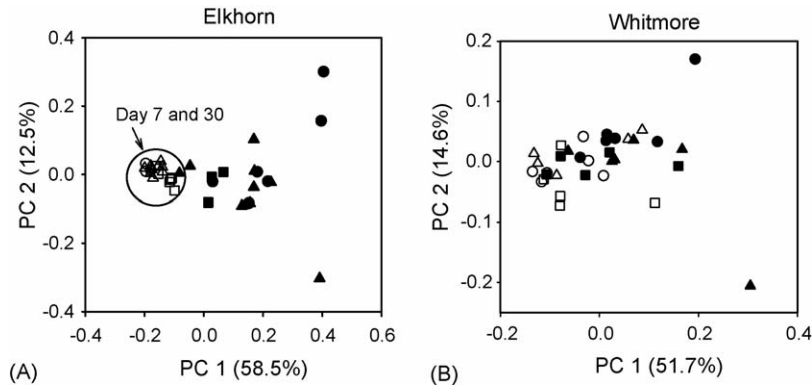 Elkhorn
0.4
0.2
0.0
-0.2
-0.4
PC 2 (12.5%)
Day 7 and 30
-0.4 -0.2 0.0 0.2 0.4 0.6
PC 1 (58.5%)
(A)
Whitmore
0.2
0.1
0.0
-0.1
-0.2
PC 2 (14.6%)
-0.2 0.0 0.2 0.4
PC 1 (51.7%)
(B)